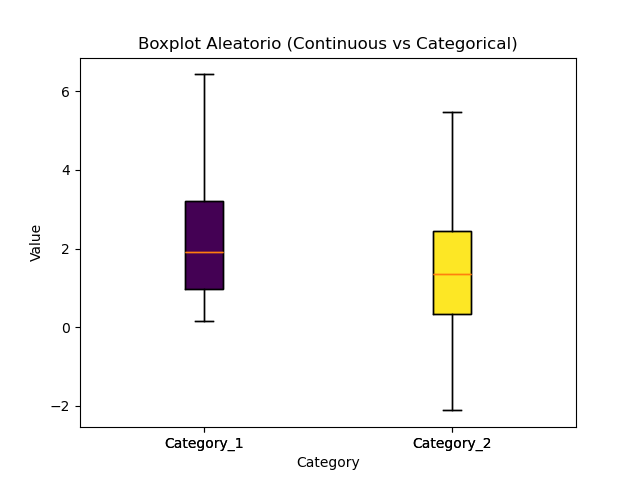 Boxplot Aleatorio (Continuous vs Categorical)
6
4
2
0
−2
Value
Category_1
Category_2
Category